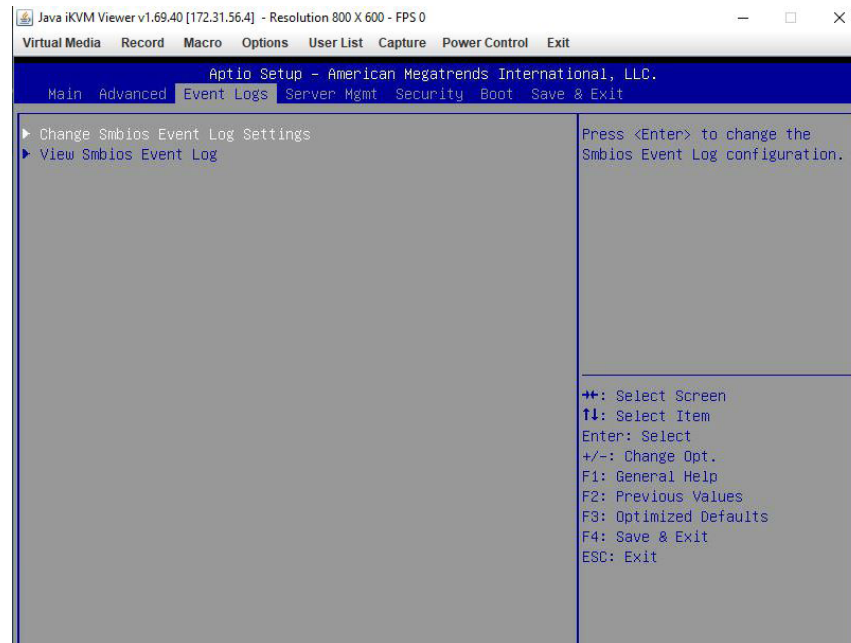 Java iKVM Viewer v1.69.40 [172.31.56.4] - Resolution 800 X 600 - FPS 0
Virtual Media Record Macro Options User List Capture Power Control Exit
Aptio Setup - American Megatrends International, LLC.
Main Advanced Event Logs Server Mgmt Security Boot Save & Exit
Change Smbios Event Log Settings
View Smbios Event Log
Press <Enter> to change the
Smbios Event Log configuration.
→←: Select Screen
↑↓: Select Item
Enter: Select
+/-: Change Opt.
F1: General Help
F2: Previous Values
F3: Optimized Defaults
F4: Save & Exit
ESC: Exit